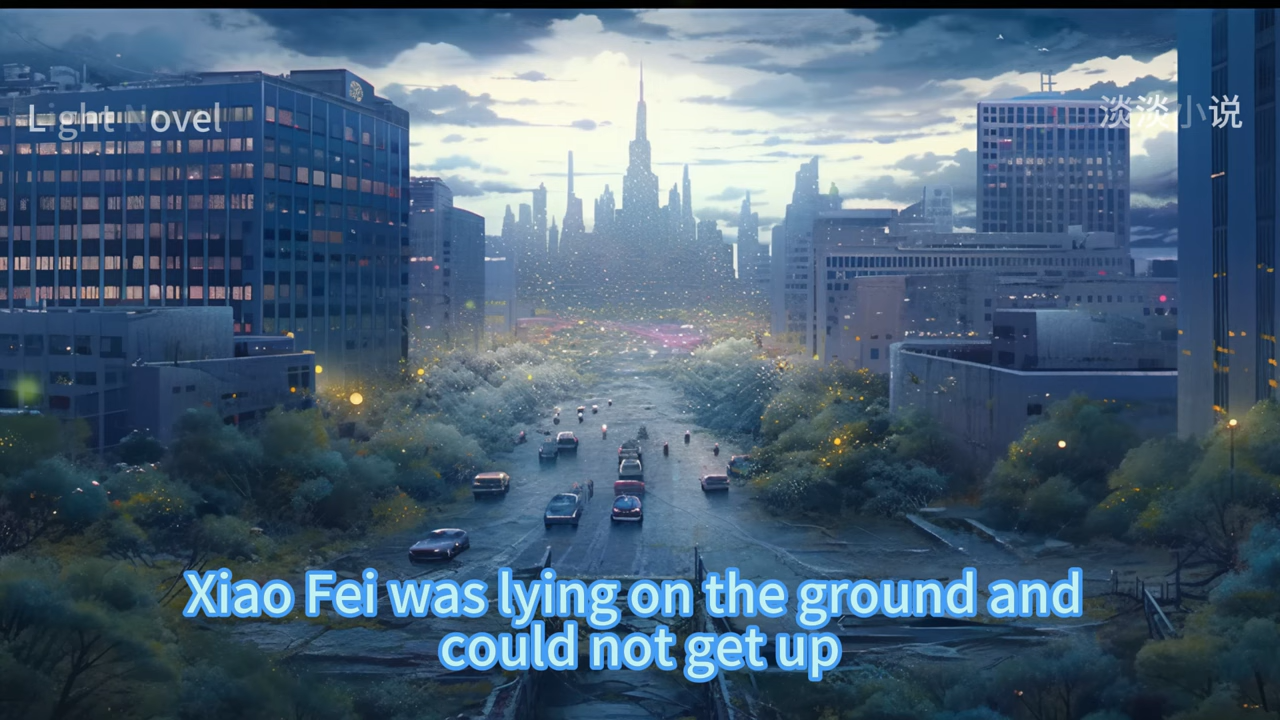 Light Novel
淡淡小说
Xiao Fei was lying on the ground and
could not get up